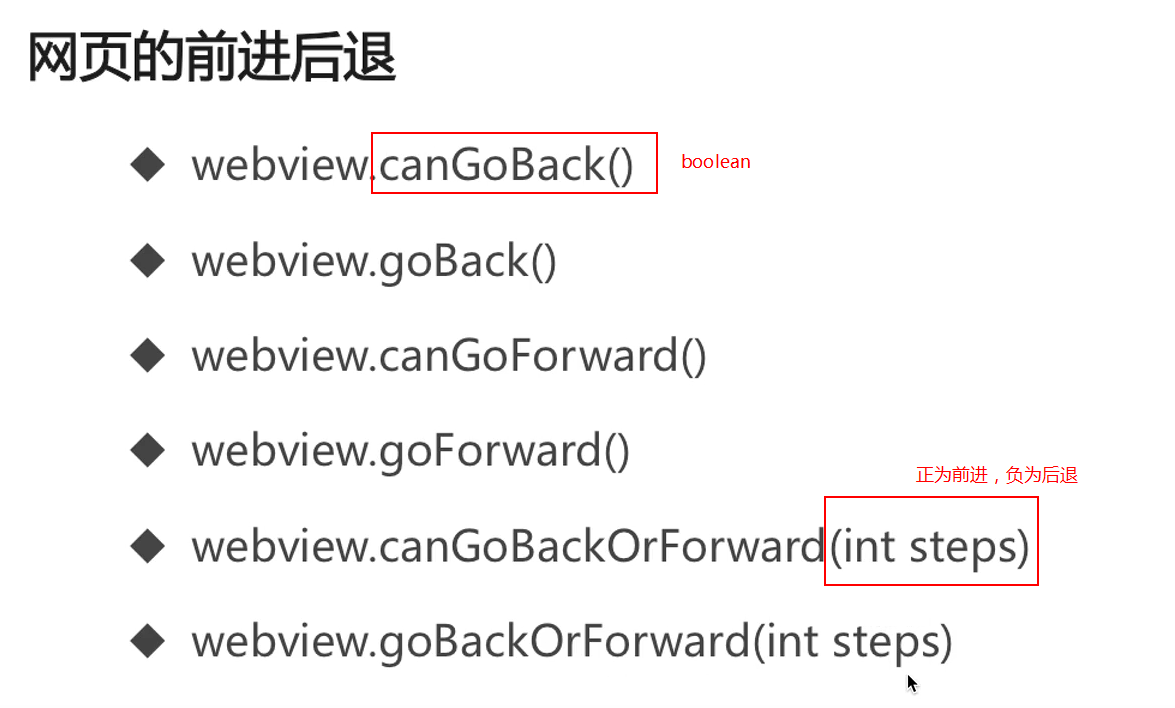 网页的前进后退
webview.canGoBack()
boolean
webview.goBack()
webview.canGoForward()
webview.goForward()
正为前进，负为后退
webview.canGoBackOrForward(int steps)
webview.goBackOrForward(int steps)